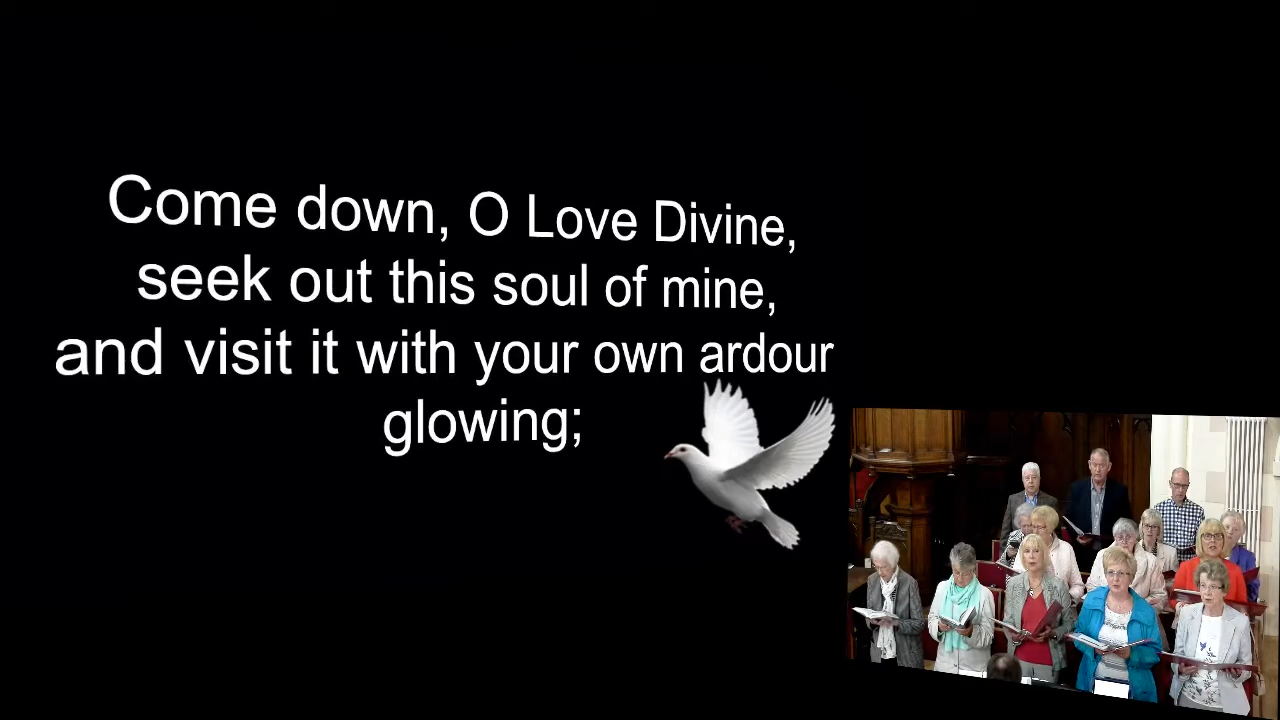 Come down, O Love Divine,
seek out this soul of mine,
and visit it with your own ardour
glowing;